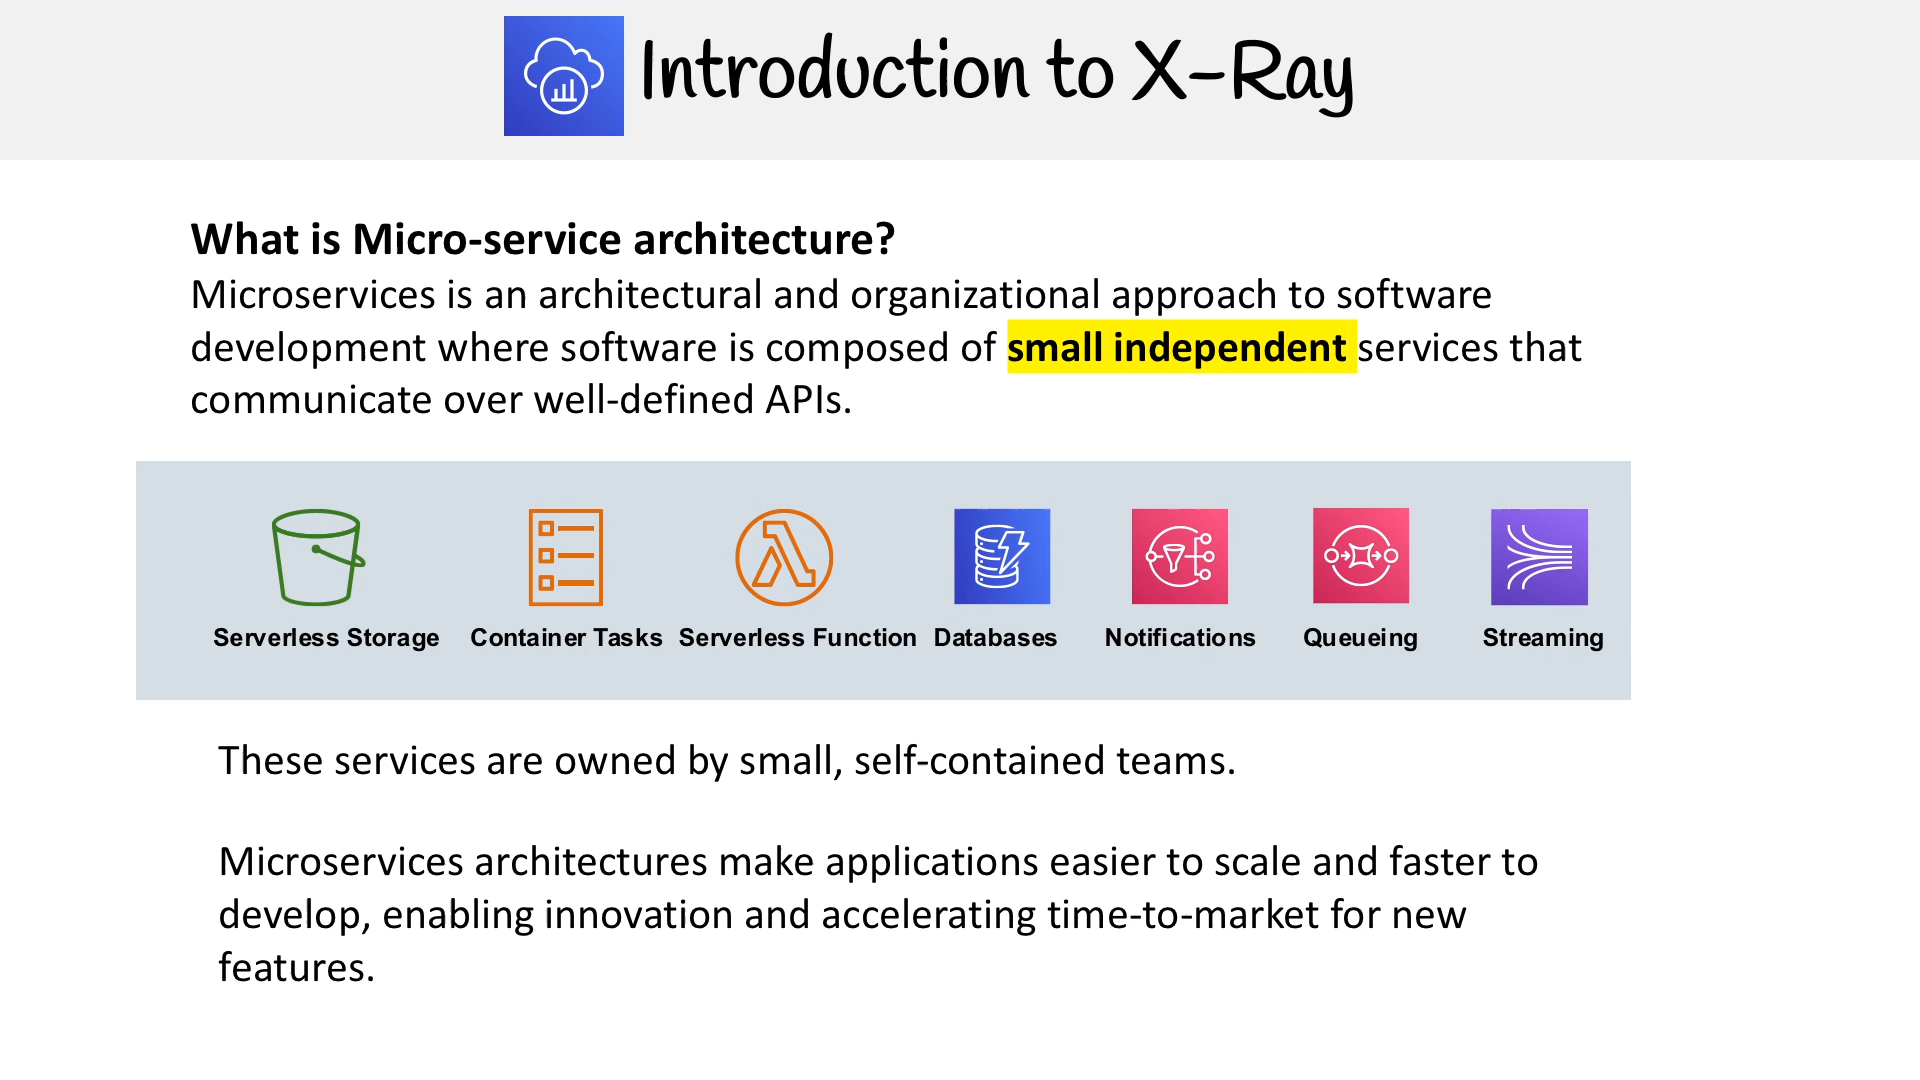 Introduction to X-Ray
What is Micro-service architecture?
Microservices is an architectural and organizational approach to software
development where software is composed of small independent services that
communicate over well-defined APIs.
Serverless Storage Container Tasks Serverless Function Databases Notifications Queueing Streaming
These services are owned by small, self-contained teams.
Microservices architectures make applications easier to scale and faster to
develop, enabling innovation and accelerating time-to-market for new
features.